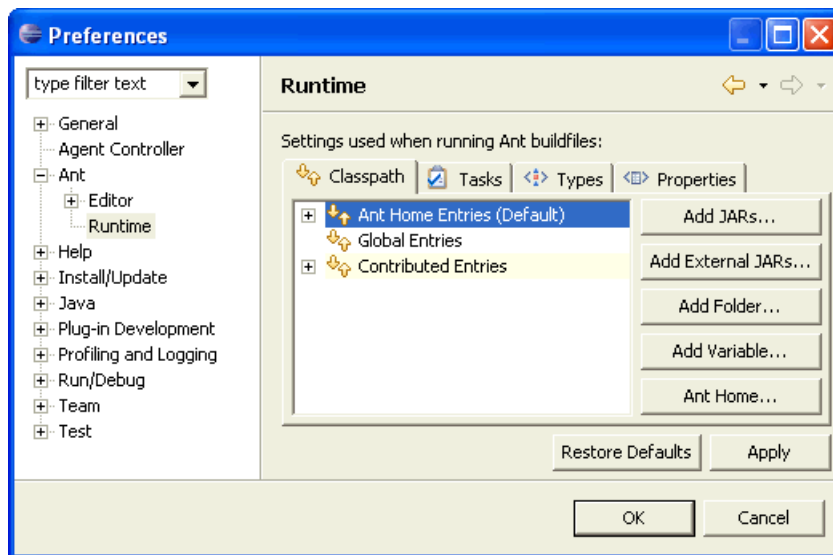 Preferences
type filter text
General
Agent Controller
Ant
Editor
Runtime
Help
Install/Update
Java
Plug-in Development
Profiling and Logging
Run/Debug
Team
Test
Runtime
Settings used when running Ant buildfiles:
Classpath Tasks Types Properties
Ant Home Entries (Default)
Global Entries
Contributed Entries
Add JARs...
Add External JARs...
Add Folder...
Add Variable...
Ant Home...
Restore Defaults Apply
OK Cancel